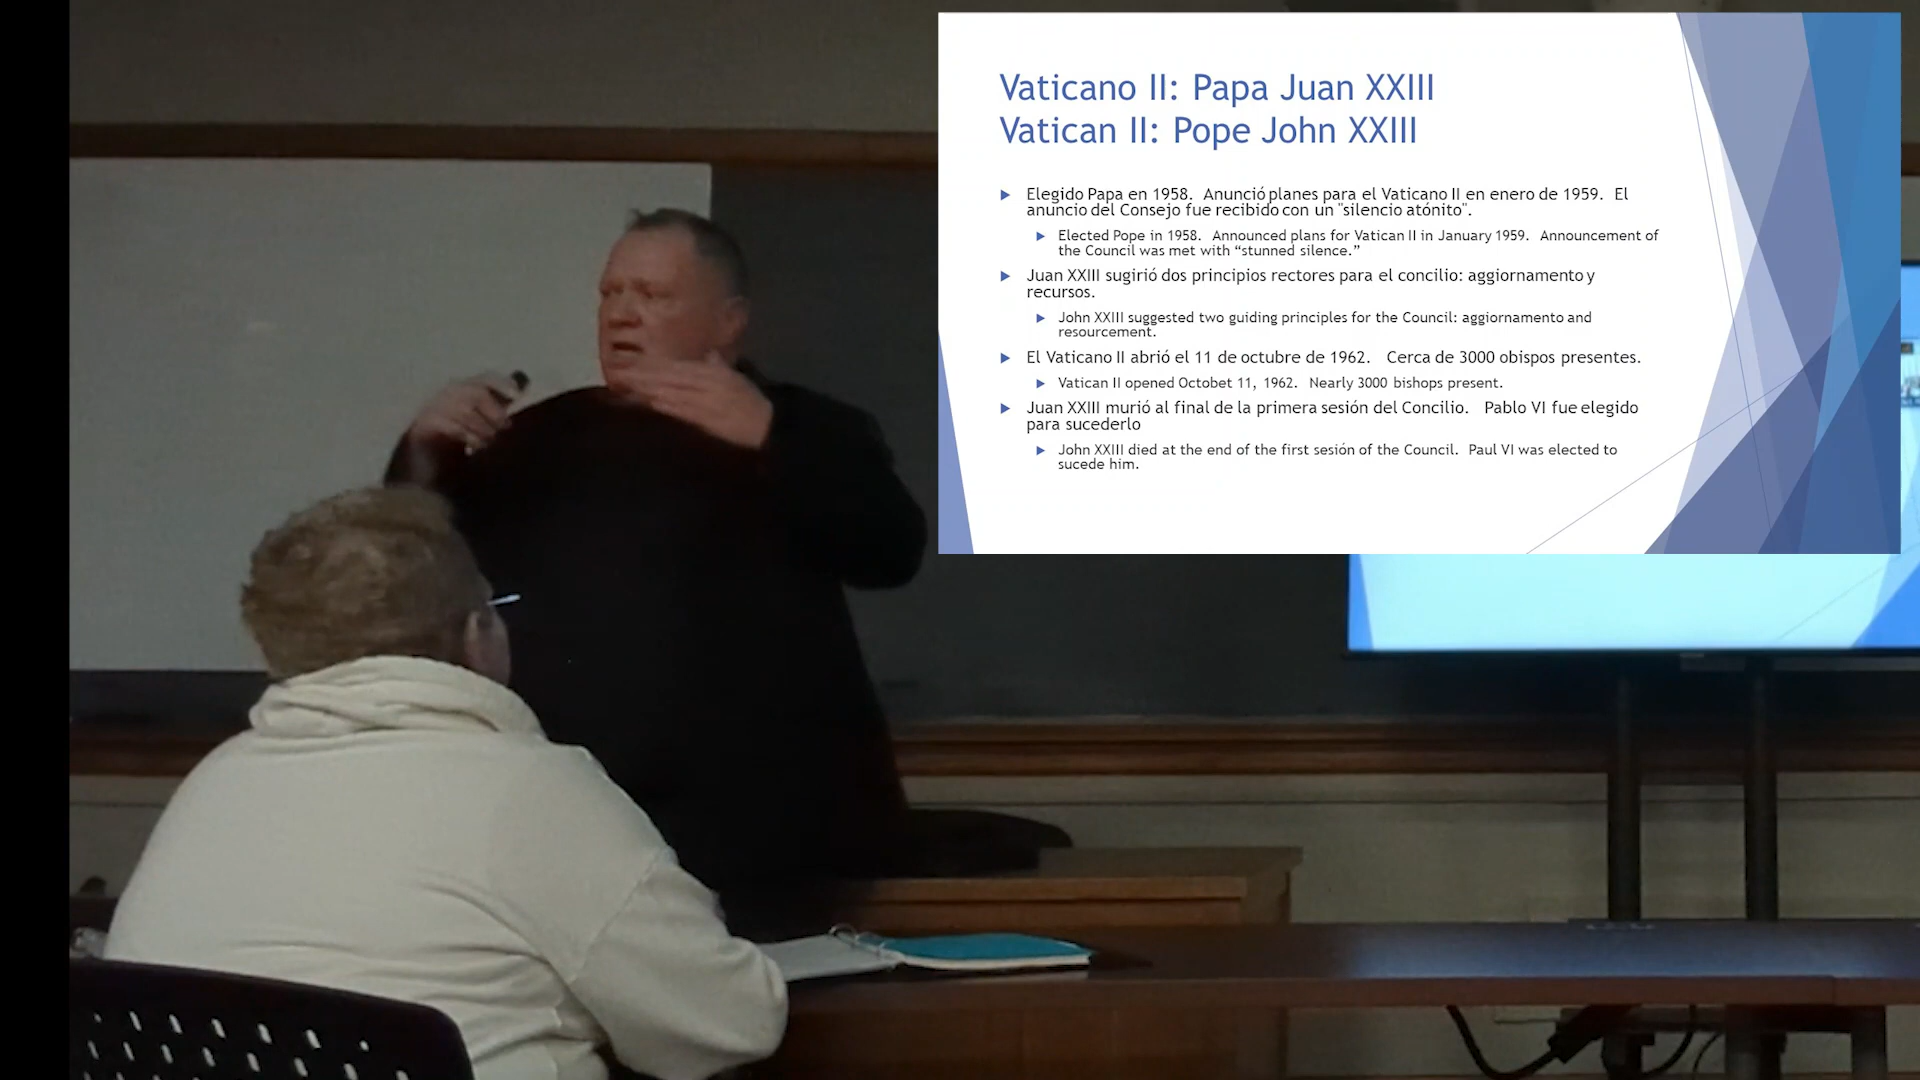 Vaticano II: Papa Juan XXIII
Vatican II: Pope John XXIII
Elegido Papa en 1958. Anunció planes para el Vaticano II en enero de 1959. El
anuncio del Consejo fue recibido con un "silencio atónito".
Elected Pope in 1958. Announced plans for Vatican II in January 1959. Announcement of
the Council was met with “stunned silence.”
Juan XXIII sugirió dos principios rectores para el concilio: aggiornamento y
recursos.
John XXIII suggested two guiding principles for the Council: aggiornamento and
resourcement.
El Vaticano II abrió el 11 de octubre de 1962. Cerca de 3000 obispos presentes.
Vatican II opened Octobet 11, 1962. Nearly 3000 bishops present.
Juan XXIII murió al final de la primera sesión del Concilio. Pablo VI fue elegido
para sucederlo
John XXIII died at the end of the first sesión of the Council. Paul VI was elected to
sucede him.